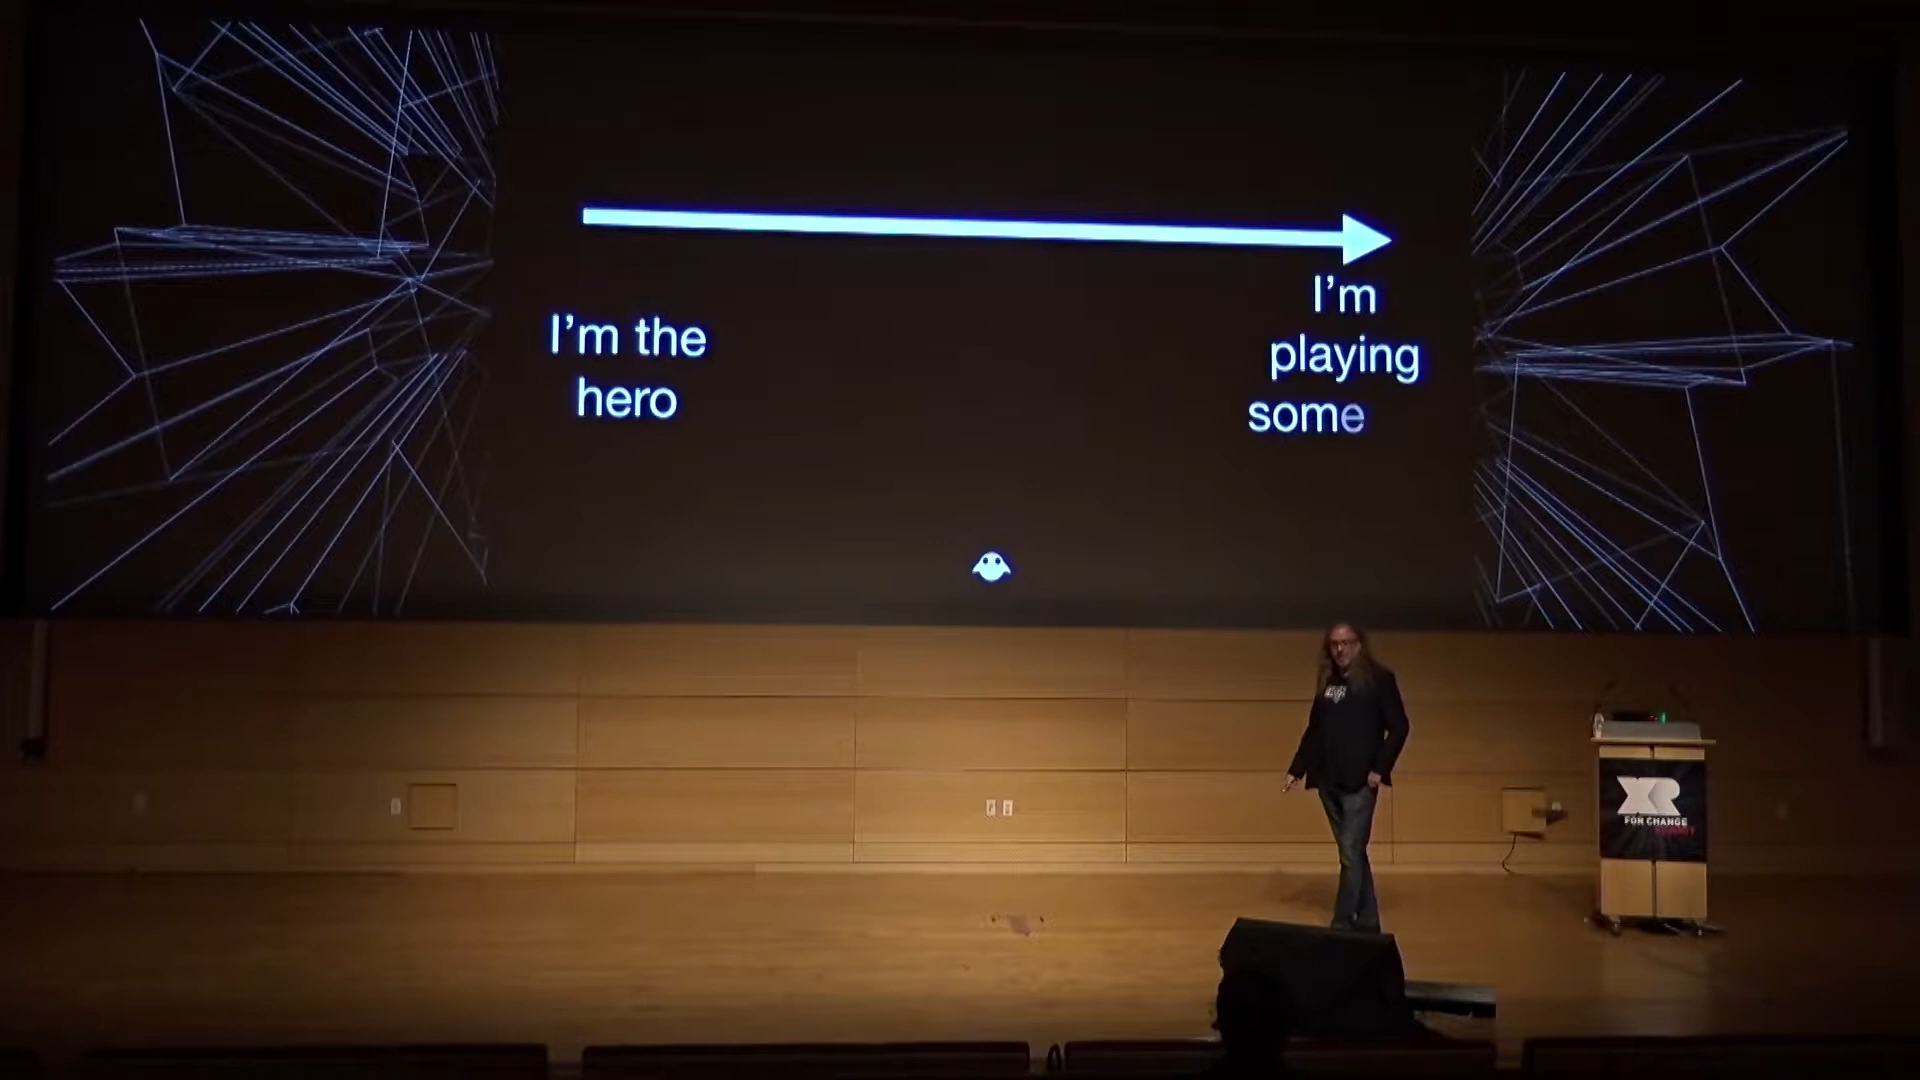 I'm the
hero
I'm
playing
some
XR
FOR CHANGE